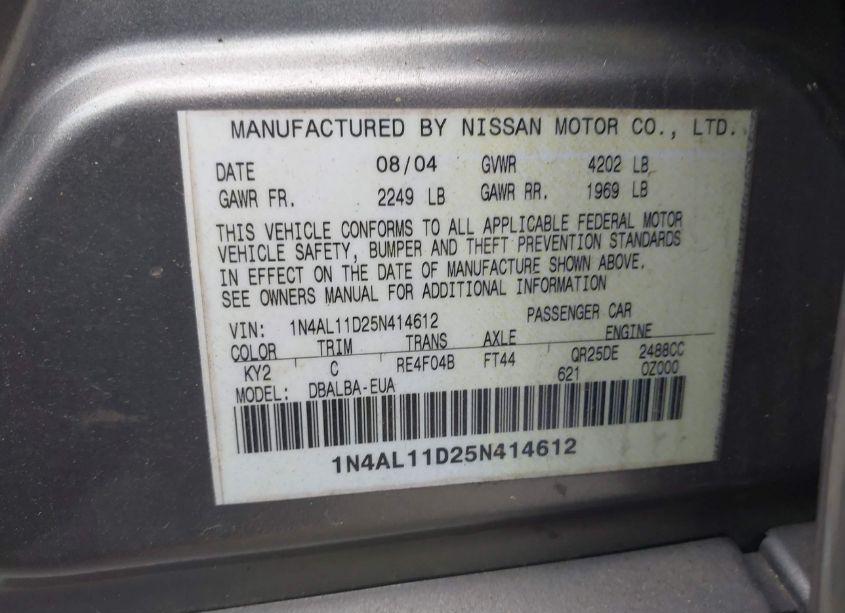 MANUFACTURED BY NISSAN MOTOR CO., LTD.
DATE 08/04 GVWR 4202 LB
GAWR FR. 2249 LB GAWR RR. 1969 LB
THIS VEHICLE CONFORMS TO ALL APPLICABLE FEDERAL MOTOR
VEHICLE SAFETY, BUMPER AND THEFT PREVENTION STANDARDS
IN EFFECT ON THE DATE OF MANUFACTURE SHOWN ABOVE.
SEE OWNERS MANUAL FOR ADDITIONAL INFORMATION
VIN: 1N4AL11D25N414612 PASSENGER CAR
COLOR TRIM TRANS AXLE ENGINE
KY2 C RE4F04B FT44 QR25DE 2488CC
621 0Z000
MODEL: DBALBA-EUA
1N4AL11D25N414612